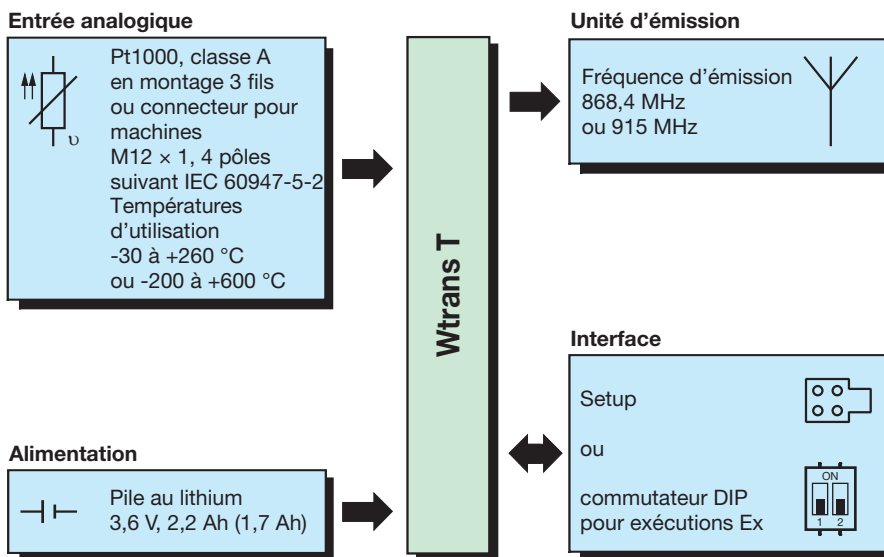 Entrée analogique
Pt1000, classe A
en montage 3 fils
ou connecteur pour
machines
M12 × 1, 4 pôles
suivant IEC 60947-5-2
Températures
d'utilisation
-30 à +260 °C
ou -200 à +600 °C
υ
Alimentation
Pile au lithium
3,6 V, 2,2 Ah (1,7 Ah)
Wtrans T
Unité d'émission
Fréquence d'émission
868,4 MHz
ou 915 MHz
Interface
Setup
ou
commutateur DIP
pour exécutions Ex
ON
1 2